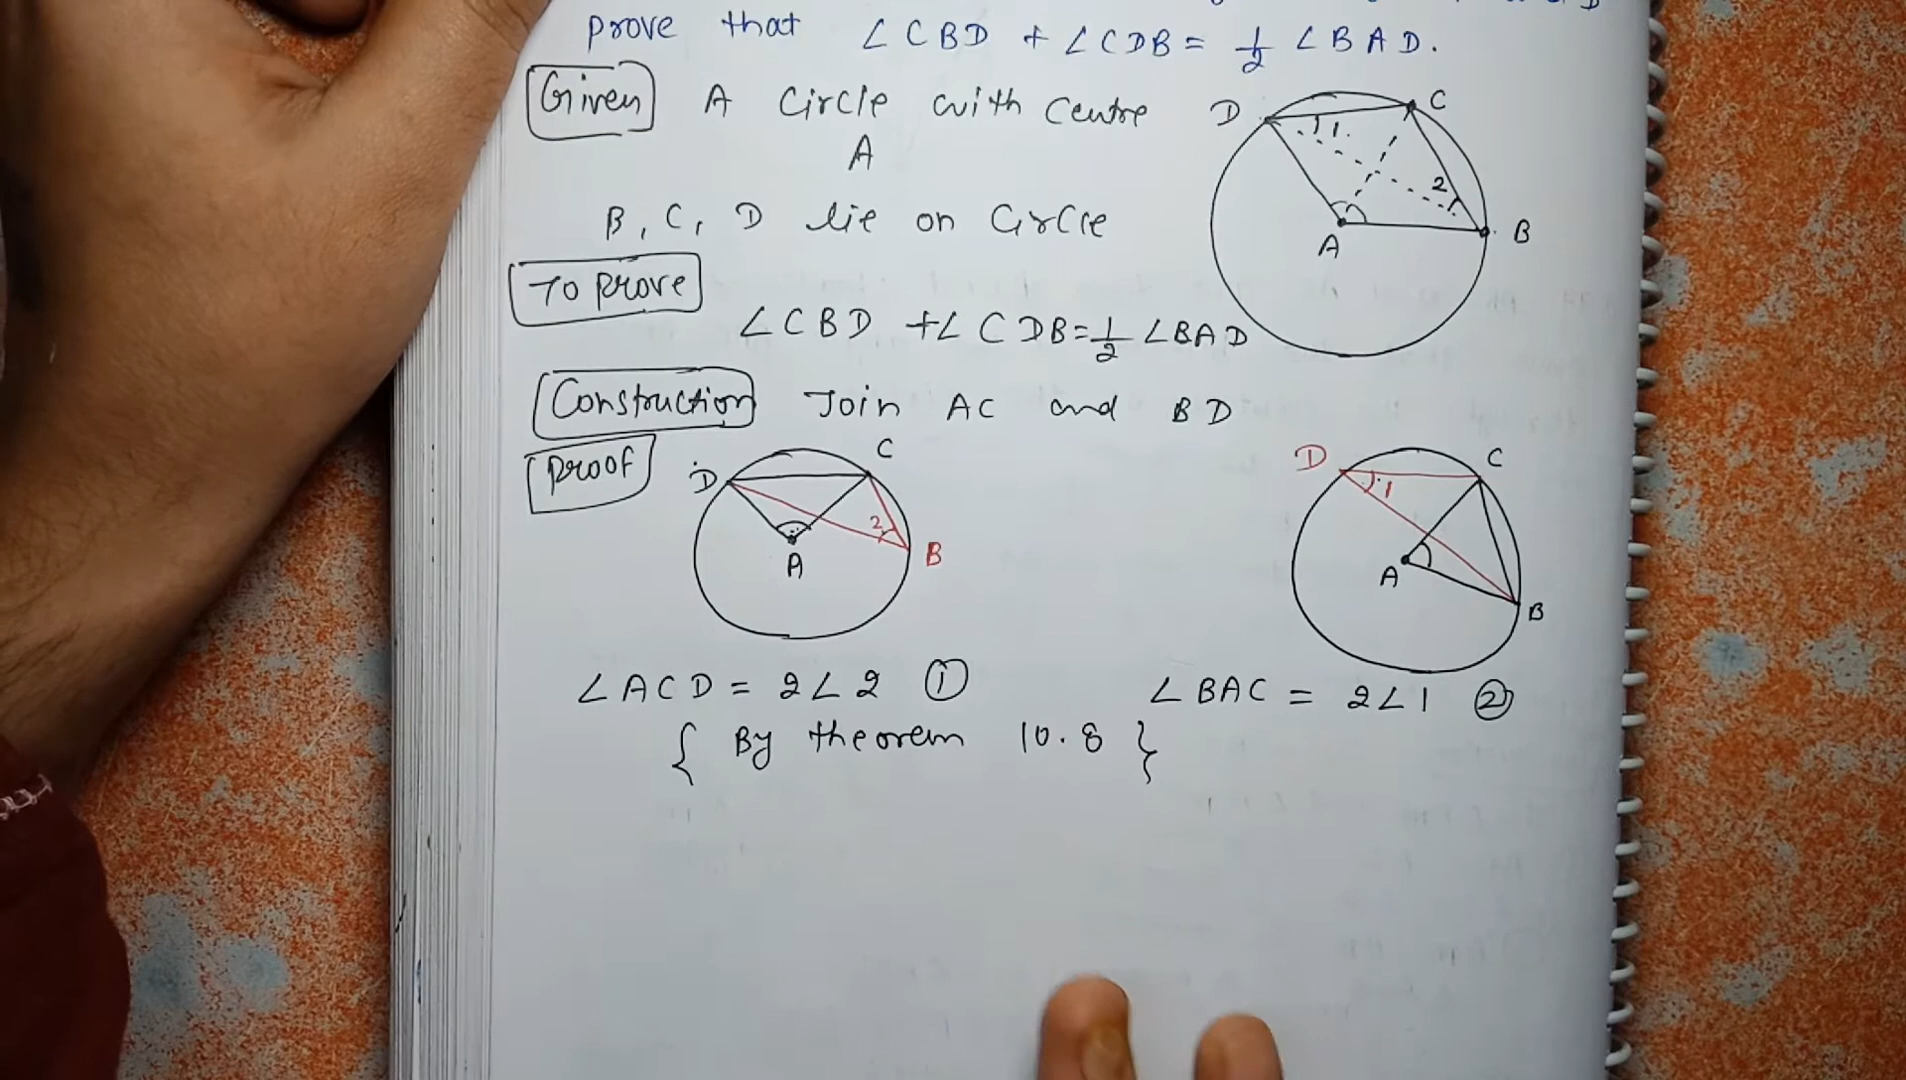 prove that ∠CBD + ∠CDB = 1/2 ∠BAD.
Given A Circle with Centre
A
B, C, D lie on Circle
To prove
∠CBD + ∠CDB = 1/2 ∠BAD
Construction Join AC and BD
Proof
D C 1 2 A B
D C 2 A B
D C 1 A B
∠ACD = 2∠2 ① ∠BAC = 2∠1 ②
{ By theorem 10.8 }